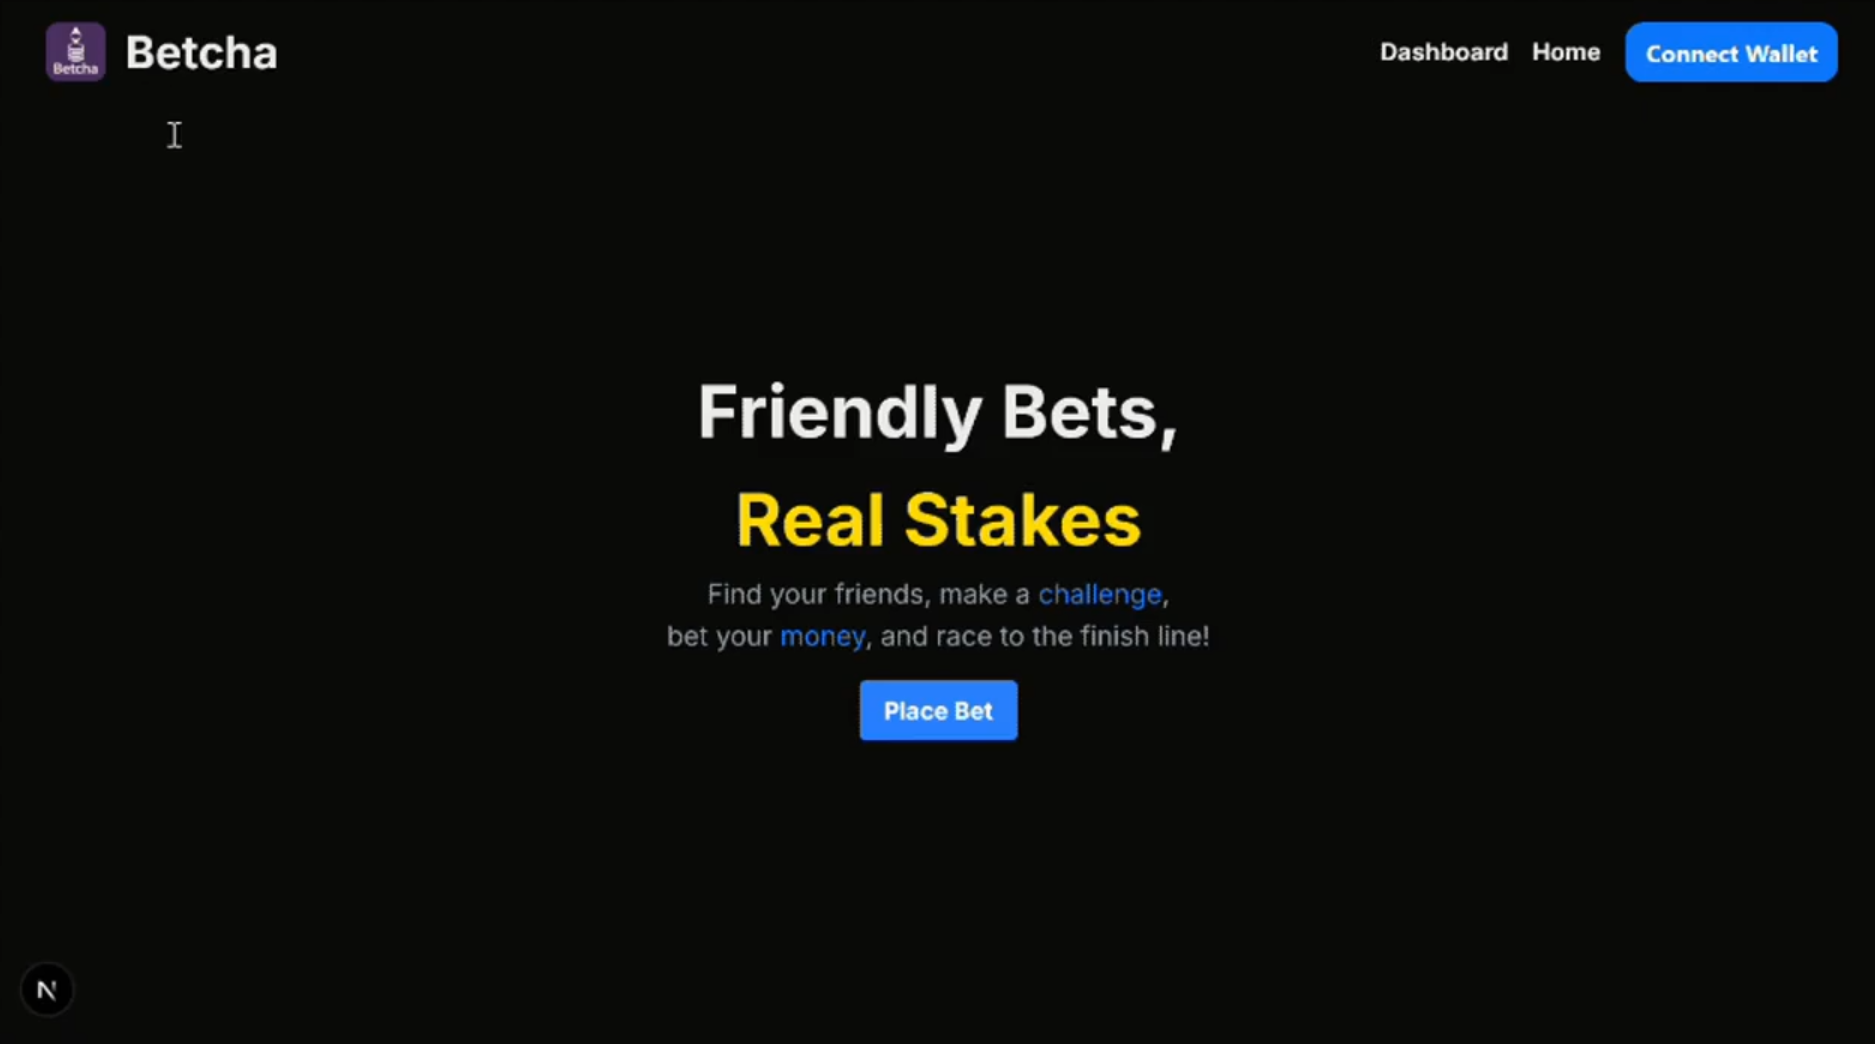 Betcha
Betcha
Dashboard Home Connect Wallet
Friendly Bets,
Real Stakes
Find your friends, make a challenge,
bet your money, and race to the finish line!
Place Bet
N